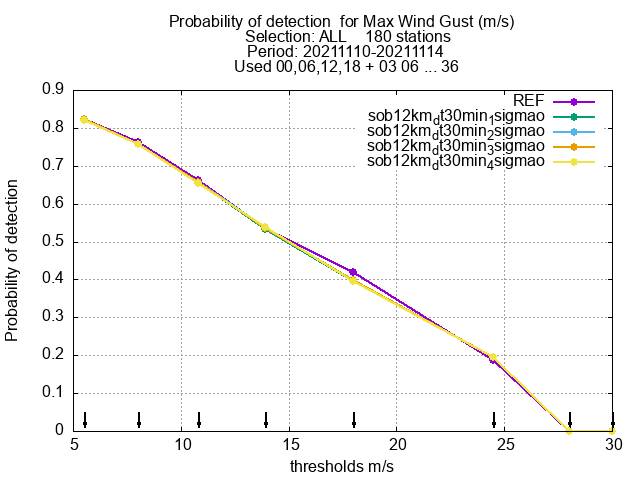 Probability of detection  for Max Wind Gust (m/s)
Selection: ALL    180 stations
Period: 20211110-20211114
Used 00,06,12,18 + 03 06 ... 36
REF
sob12km_dt30min_1sigmao
sob12km_dt30min_2sigmao
sob12km_dt30min_3sigmao
sob12km_dt30min_4sigmao
Probability of detection
0.9
0.8
0.7
0.6
0.5
0.4
0.3
0.2
0.1
0
5 10 15 20 25 30
thresholds m/s